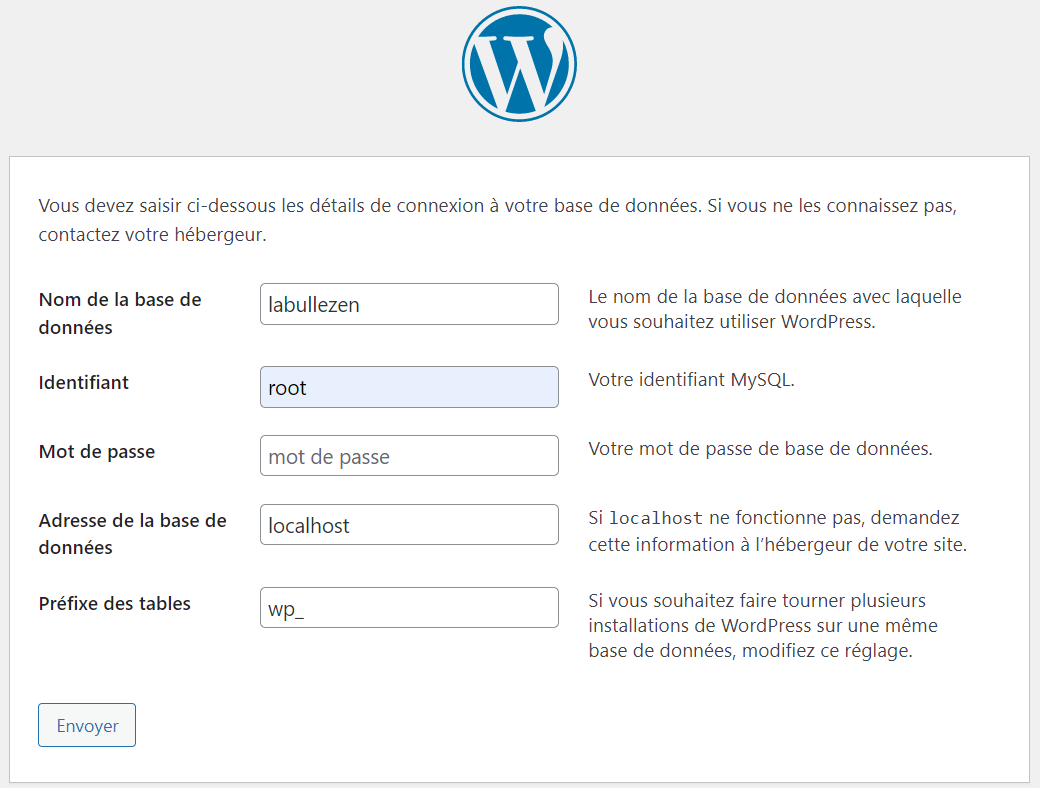 Vous devez saisir ci-dessous les détails de connexion à votre base de données. Si vous ne les connaissez pas,
contactez votre hébergeur.
Nom de la base de
données
labullezen
Le nom de la base de données avec laquelle
vous souhaitez utiliser WordPress.
Identifiant
root
Votre identifiant MySQL.
Mot de passe
mot de passe
Votre mot de passe de base de données.
Adresse de la base de
données
localhost
Si localhost ne fonctionne pas, demandez
cette information à l’hébergeur de votre site.
Préfixe des tables
wp_
Si vous souhaitez faire tourner plusieurs
installations de WordPress sur une même
base de données, modifiez ce réglage.
Envoyer